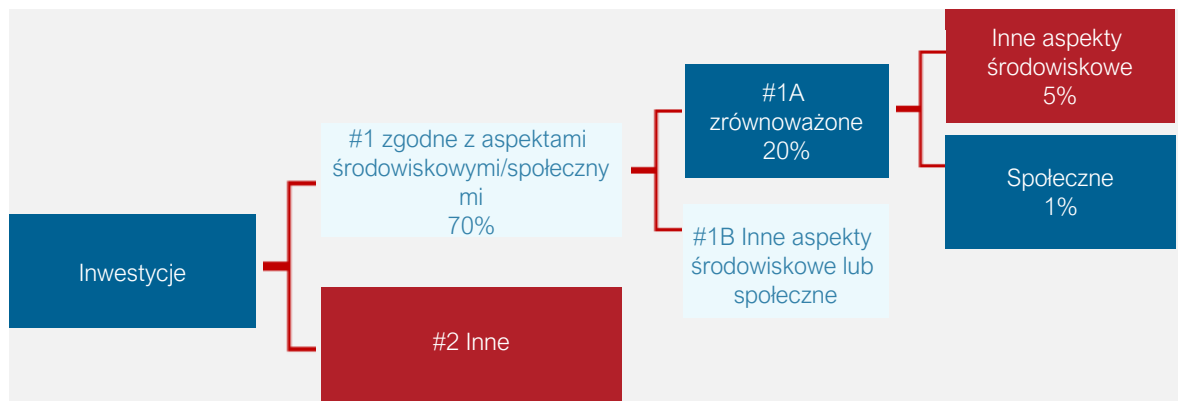 Inwestycje
#1 zgodne z aspektami
środowiskowymi/społeczny
mi
70%
#2 Inne
#1A
zrównoważone
20%
#1B Inne aspekty
środowiskowe lub
społeczne
Inne aspekty
środowiskowe
5%
Społeczne
1%